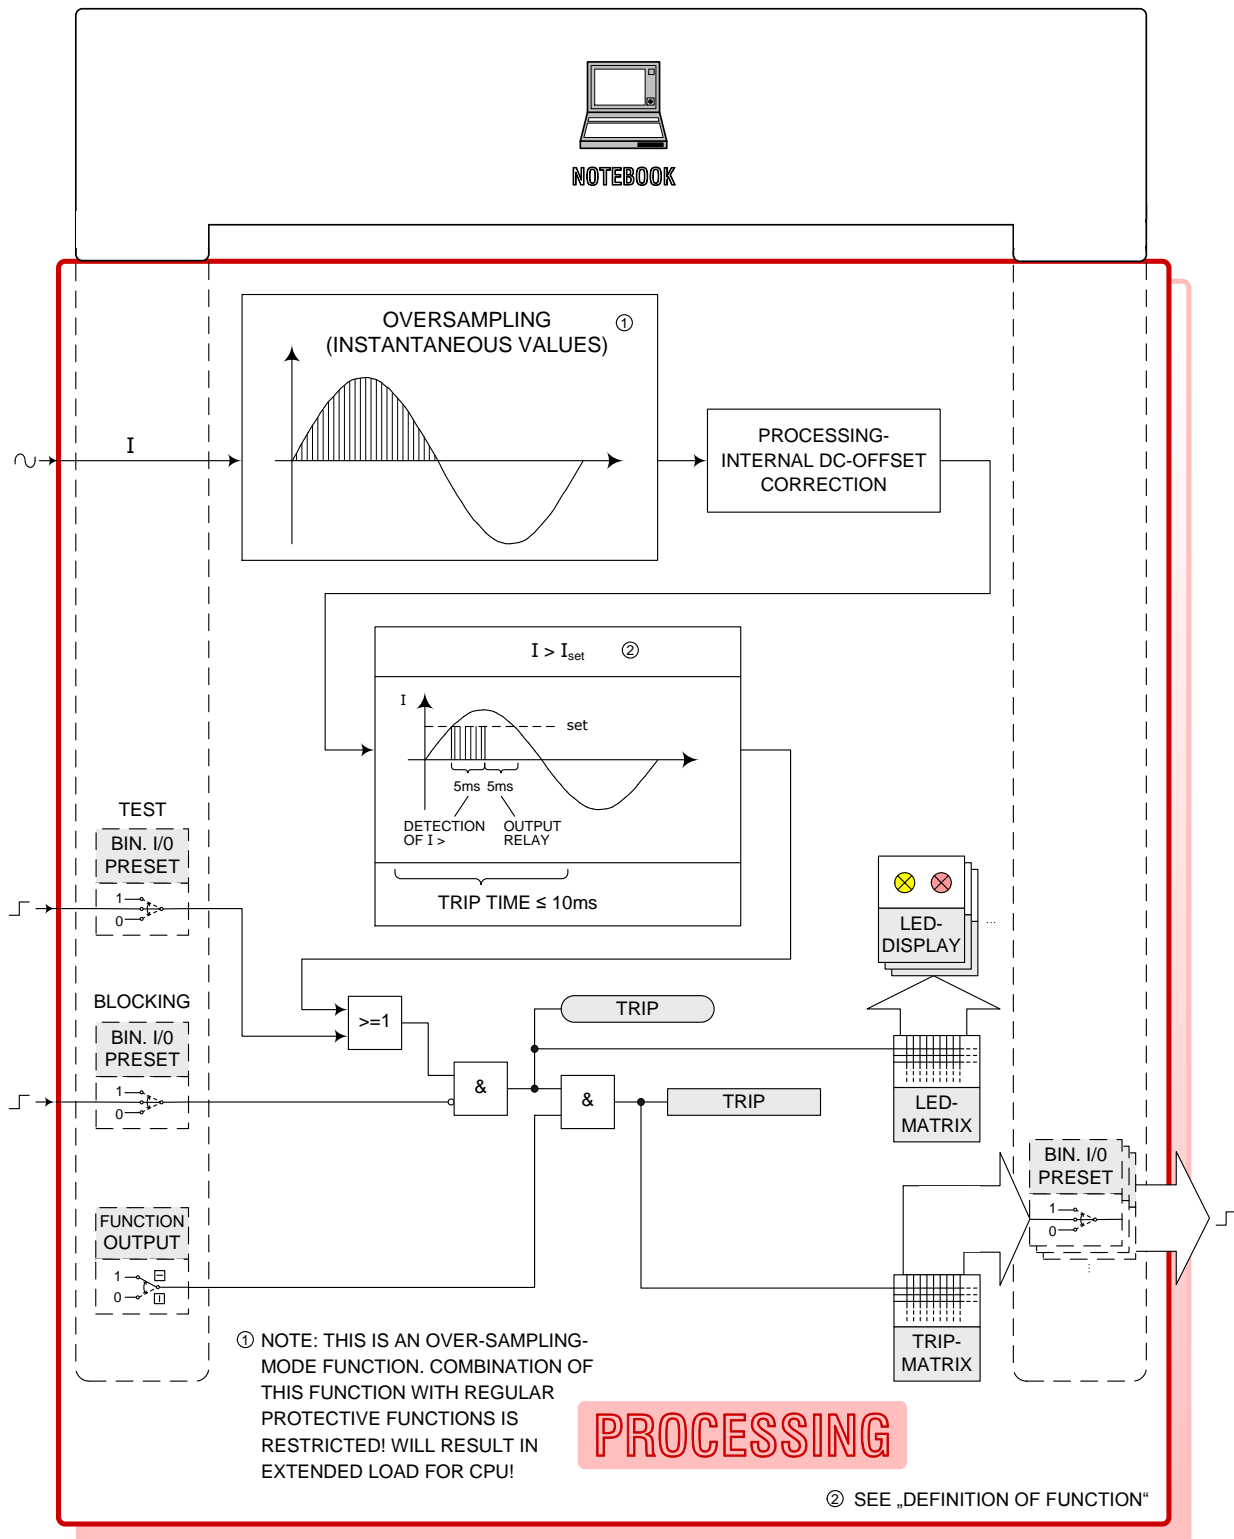 NOTEBOOK
OVERSAMPLING ①
(INSTANTANEOUS VALUES)
I
PROCESSING-
INTERNAL DC-OFFSET
CORRECTION
I > Iset ②
I
set
5ms 5ms
DETECTION
OF I >
OUTPUT
RELAY
TRIP TIME ≤ 10ms
TEST
BIN. I/0
PRESET
1
0
BLOCKING
BIN. I/0
PRESET
1
0
FUNCTION
OUTPUT
1
0
>=1
&
&
TRIP
TRIP
LED-
DISPLAY
...
LED-
MATRIX
BIN. I/0
PRESET
1
0
...
TRIP-
MATRIX
① NOTE: THIS IS AN OVER-SAMPLING-
MODE FUNCTION. COMBINATION OF
THIS FUNCTION WITH REGULAR
PROTECTIVE FUNCTIONS IS
RESTRICTED! WILL RESULT IN
EXTENDED LOAD FOR CPU!
PROCESSING
② SEE „DEFINITION OF FUNCTION“